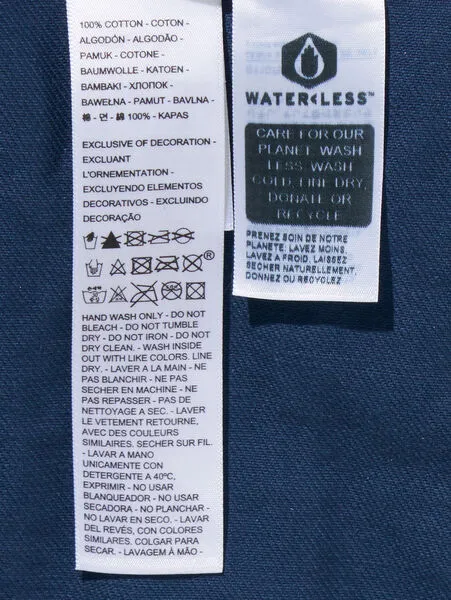 100% COTTON - COTON -
ALGODÓN - ALGODÃO -
PAMUK - COTONE -
BAUMWOLLE - KATOEN -
BAMBAKI - ХЛОПОК -
BAWEŁNA - PAMUT - BAVLNA -
棉 - 면 - 綿 100% - KAPAS
EXCLUSIVE OF DECORATION -
EXCLUANT
L'ORNEMENTATION -
EXCLUYENDO ELEMENTOS
DECORATIVOS - EXCLUINDO
DECORAÇÃO
®
HAND WASH ONLY - DO NOT
BLEACH - DO NOT TUMBLE
DRY - DO NOT IRON - DO NOT
DRY CLEAN. - WASH INSIDE
OUT WITH LIKE COLORS. LINE
DRY. - LAVER A LA MAIN - NE
PAS BLANCHIR - NE PAS
SECHER EN MACHINE - NE
PAS REPASSER - PAS DE
NETTOYAGE A SEC. - LAVER
LE VETEMENT RETOURNE,
AVEC DES COULEURS
SIMILAIRES. SECHER SUR FIL.
- LAVAR A MANO
UNICAMENTE CON
DETERGENTE A 40ºC,
EXPRIMIR - NO USAR
BLANQUEADOR - NO USAR
SECADORA - NO PLANCHAR -
NO LAVAR EN SECO. - LAVAR
DEL REVÉS, CON COLORES
SIMILARES. COLGAR PARA
SECAR. - LAVAGEM À MÃO -
WATER<LESS™
CARE FOR OUR
PLANET WASH
LESS, WASH
COLD, LINE DRY,
DONATE OR
RECYCLE
PRENEZ SOIN DE NOTRE
PLANÈTE: LAVEZ MOINS,
LAVEZ À FROID, LAISSEZ
SÉCHER NATURELLEMENT,
DONNEZ OU RECYCLEZ